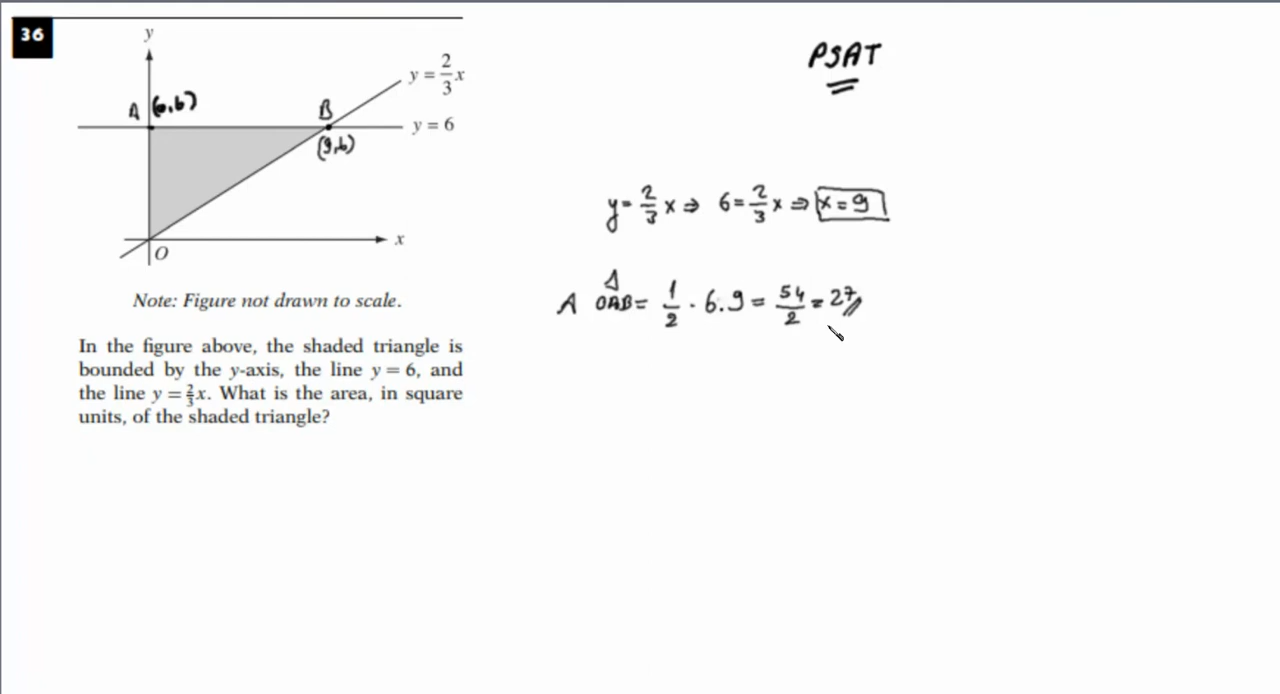 36
y
y = 2/3 x
A (0,6)
B
y = 6
(9,6)
O
x
Note: Figure not drawn to scale.
In the figure above, the shaded triangle is
bounded by the y-axis, the line y = 6, and
the line y = 2/3 x. What is the area, in square
units, of the shaded triangle?
PSAT
y = 2/3 x ⇒ 6 = 2/3 x ⇒ x = 9
A OAB = 1/2 · 6 . 9 = 54/2 = 27